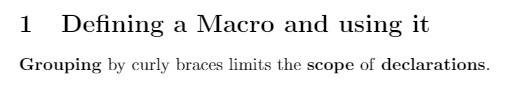 1 Defining a Macro and using it
Grouping by curly braces limits the scope of declarations.